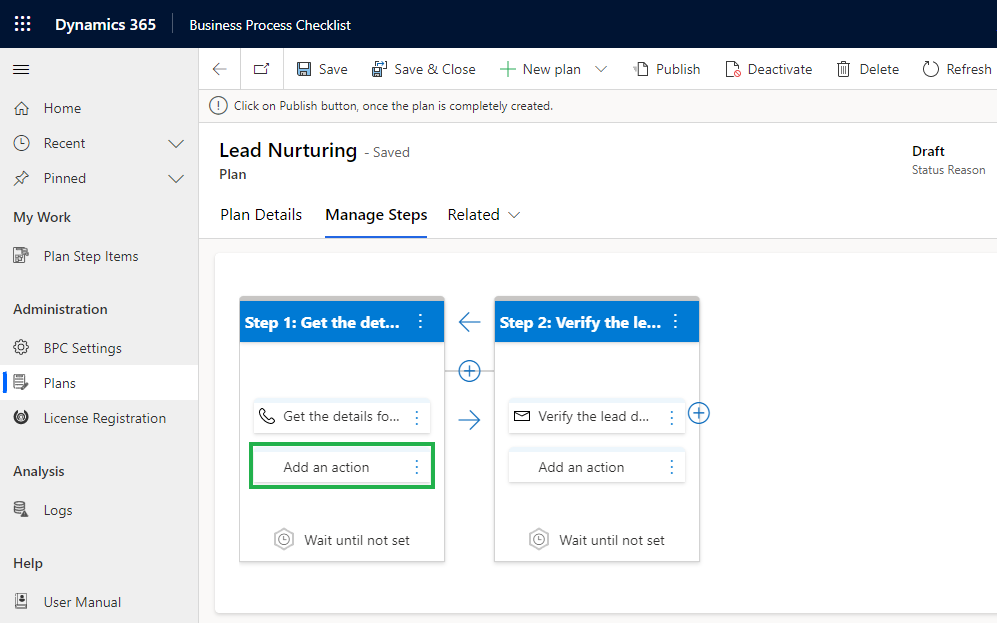 Dynamics 365 Business Process Checklist
Save Save & Close New plan Publish Deactivate Delete Refresh
Click on Publish button, once the plan is completely created.
Home
Recent
Pinned
My Work
Plan Step Items
Administration
BPC Settings
Plans
License Registration
Analysis
Logs
Help
User Manual
Lead Nurturing - Saved
Plan
Draft
Status Reason
Plan Details Manage Steps Related
Step 1: Get the det...
Get the details fo...
Add an action
Wait until not set
Step 2: Verify the le...
Verify the lead d...
Add an action
Wait until not set